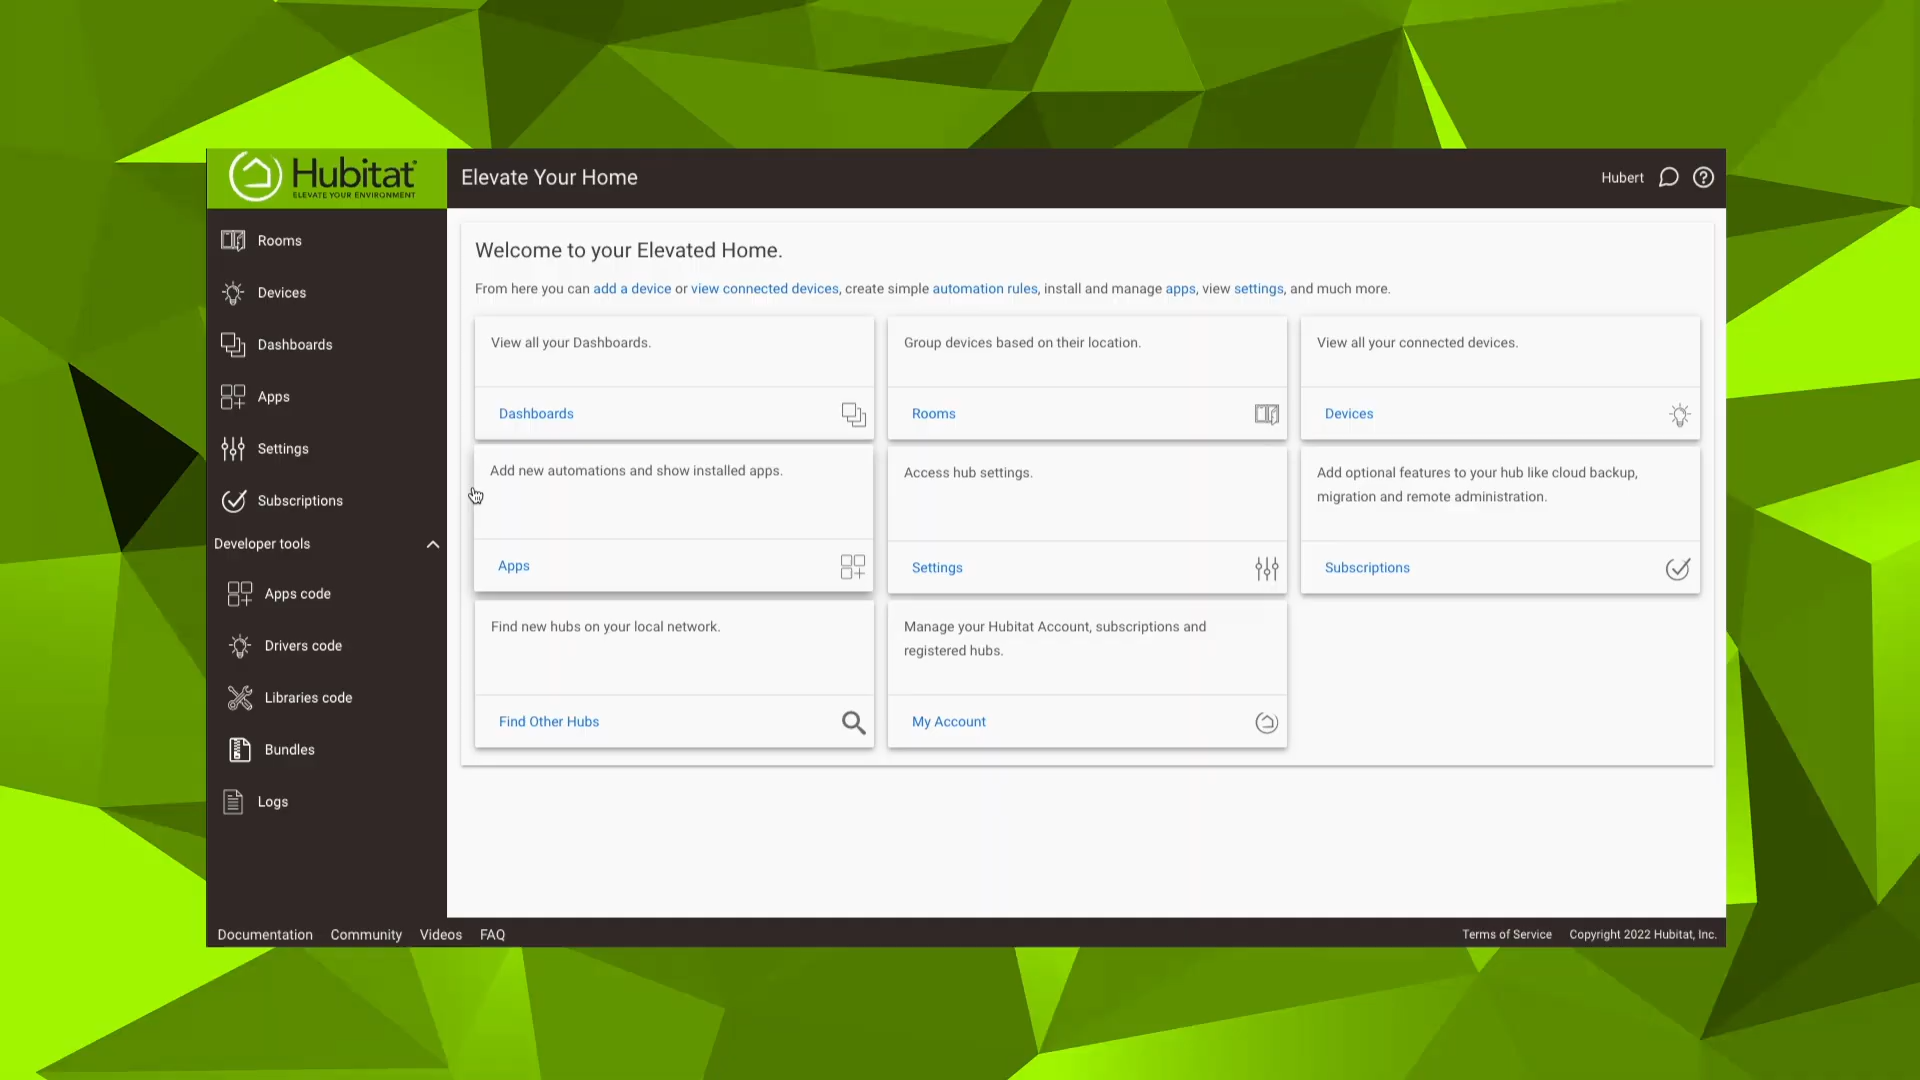 Hubitat
ELEVATE YOUR ENVIRONMENT
Elevate Your Home
Hubert
Rooms
Devices
Dashboards
Apps
Settings
Subscriptions
Developer tools
Apps code
Drivers code
Libraries code
Bundles
Logs
Welcome to your Elevated Home.
From here you can add a device or view connected devices, create simple automation rules, install and manage apps, view settings, and much more.
View all your Dashboards.
Dashboards
Group devices based on their location.
Rooms
View all your connected devices.
Devices
Add new automations and show installed apps.
Apps
Access hub settings.
Settings
Add optional features to your hub like cloud backup,
migration and remote administration.
Subscriptions
Find new hubs on your local network.
Find Other Hubs
Manage your Hubitat Account, subscriptions and
registered hubs.
My Account
Documentation Community Videos FAQ
Terms of Service Copyright 2022 Hubitat, Inc.